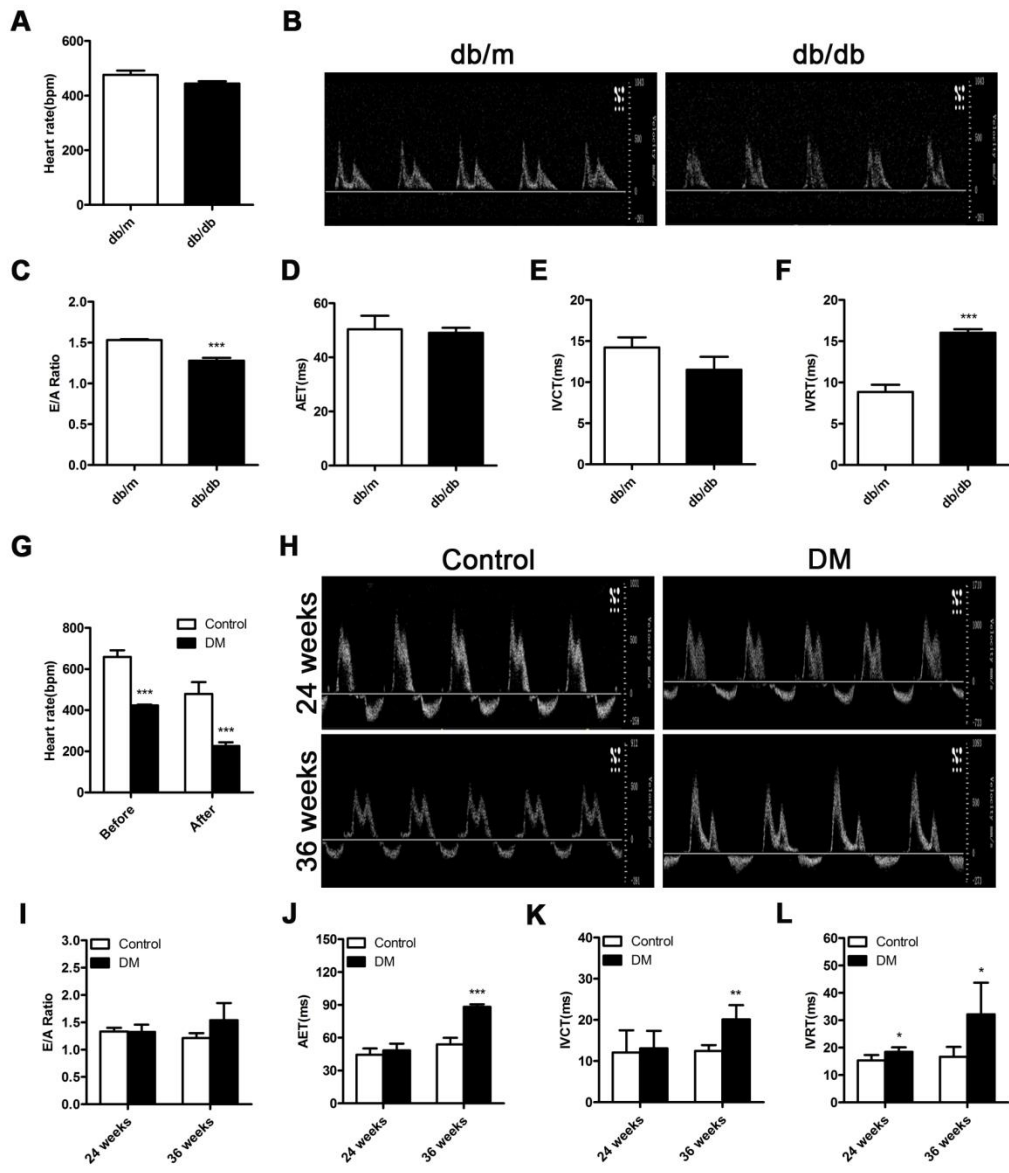 A
Heart rate(bpm)
600
400
200
0
db/m
db/db
B
db/m
db/db
C
E/A Ratio
2.0
1.5
1.0
0.5
0.0
***
db/m
db/db
D
AET(ms)
60
40
20
0
db/m
db/db
E
IVCT(ms)
20
15
10
5
0
db/m
db/db
F
IVRT(ms)
20
15
10
5
0
***
db/m
db/db
G
Control
DM
Heart rate(bpm)
800
600
400
200
0
***
***
Before
After
H
Control
DM
24 weeks
36 weeks
I
Control
DM
E/A Ratio
3.0
2.5
2.0
1.5
1.0
0.5
0.0
24 weeks
36 weeks
J
Control
DM
AET(ms)
150
120
90
60
30
0
***
24 weeks
36 weeks
K
Control
DM
IVCT(ms)
40
30
20
10
0
**
24 weeks
36 weeks
L
Control
DM
IVRT(ms)
60
50
40
30
20
10
0
*
*
24 weeks
36 weeks